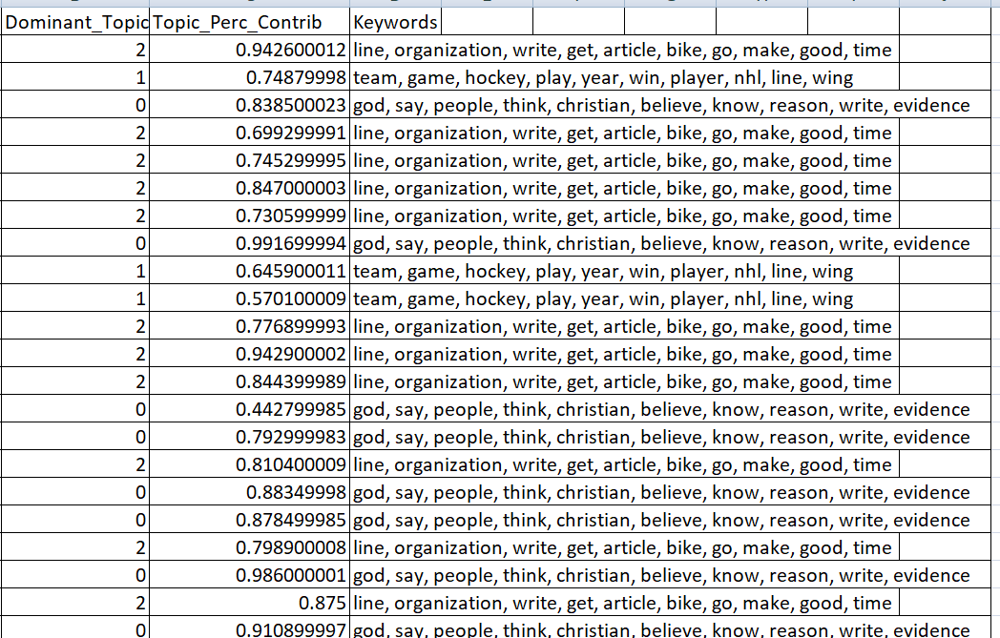 Dominant_Topic Topic_Perc_Contrib Keywords
2 0.942600012 line, organization, write, get, article, bike, go, make, good, time
1 0.74879998 team, game, hockey, play, year, win, player, nhl, line, wing
0 0.838500023 god, say, people, think, christian, believe, know, reason, write, evidence
2 0.699299991 line, organization, write, get, article, bike, go, make, good, time
2 0.745299995 line, organization, write, get, article, bike, go, make, good, time
2 0.847000003 line, organization, write, get, article, bike, go, make, good, time
2 0.730599999 line, organization, write, get, article, bike, go, make, good, time
0 0.991699994 god, say, people, think, christian, believe, know, reason, write, evidence
1 0.645900011 team, game, hockey, play, year, win, player, nhl, line, wing
1 0.570100009 team, game, hockey, play, year, win, player, nhl, line, wing
2 0.776899993 line, organization, write, get, article, bike, go, make, good, time
2 0.942900002 line, organization, write, get, article, bike, go, make, good, time
2 0.844399989 line, organization, write, get, article, bike, go, make, good, time
0 0.442799985 god, say, people, think, christian, believe, know, reason, write, evidence
0 0.792999983 god, say, people, think, christian, believe, know, reason, write, evidence
2 0.810400009 line, organization, write, get, article, bike, go, make, good, time
0 0.88349998 god, say, people, think, christian, believe, know, reason, write, evidence
0 0.878499985 god, say, people, think, christian, believe, know, reason, write, evidence
2 0.798900008 line, organization, write, get, article, bike, go, make, good, time
0 0.986000001 god, say, people, think, christian, believe, know, reason, write, evidence
2 0.875 line, organization, write, get, article, bike, go, make, good, time
0 0.910899997 god, say, people, think, christian, believe, know, reason, write, evidence